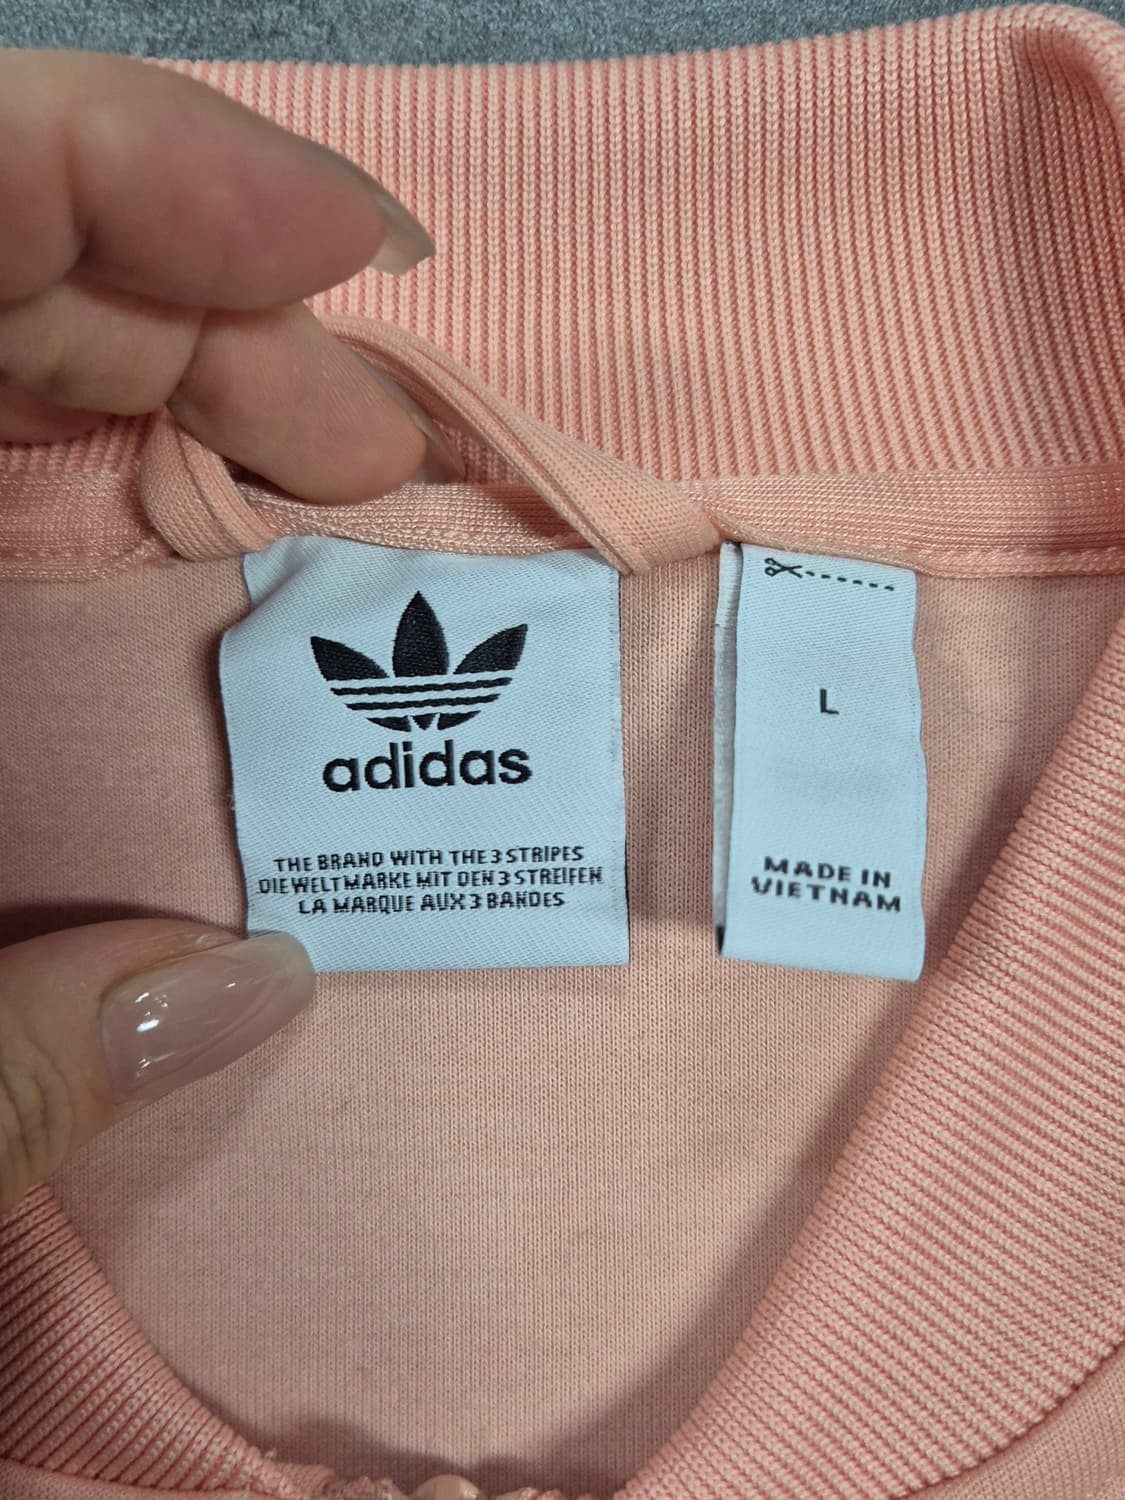 adidas
THE BRAND WITH THE 3 STRIPES
DIE WELTMARKE MIT DEN 3 STREIFEN
LA MARQUE AUX 3 BANDES
L
MADE IN
VIETNAM